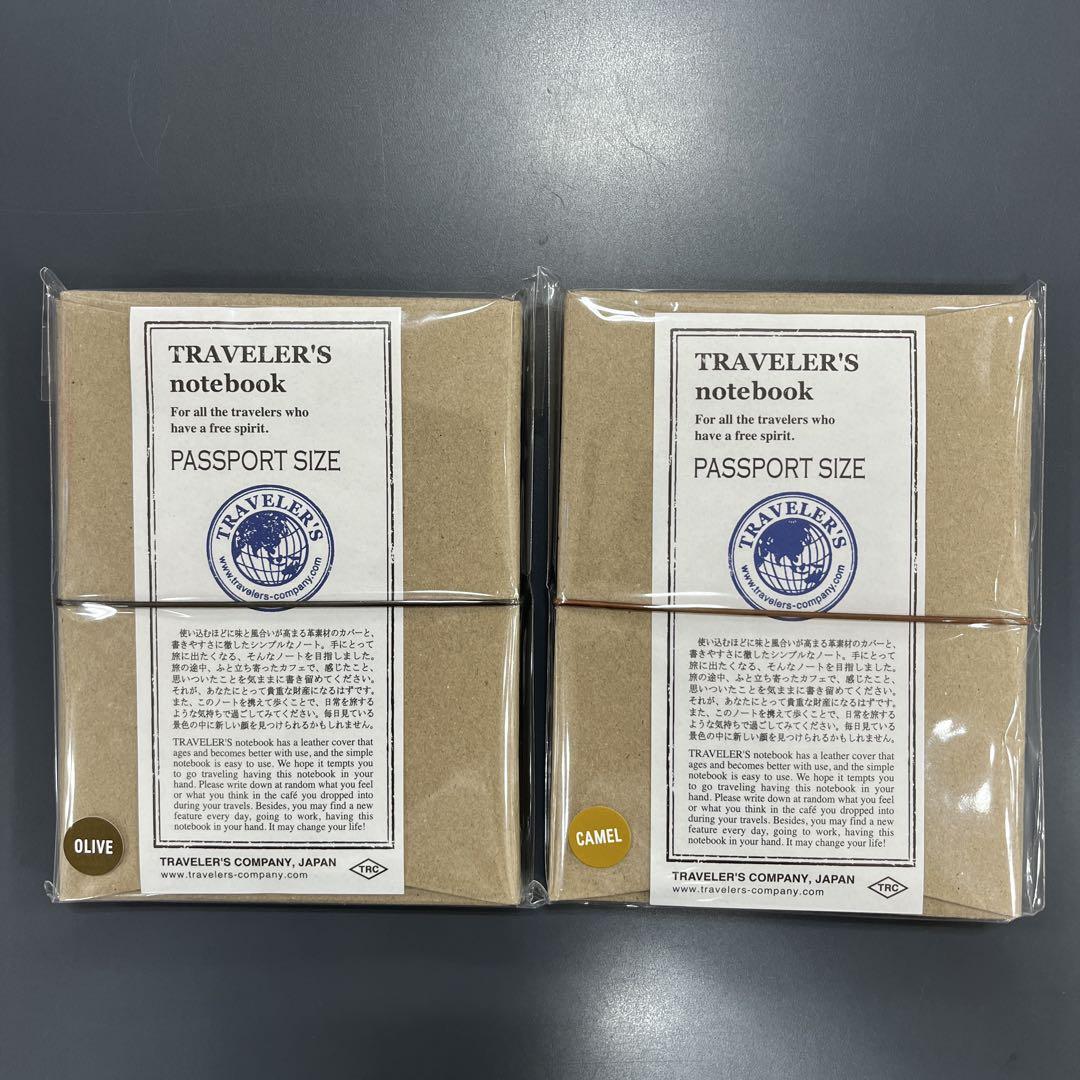 TRAVELER'S
notebook
For all the travelers who
have a free spirit.
PASSPORT SIZE
TRAVELER'S
www.travelers-company.com
使い込むほどに味と風合いが高まる革素材のカバーと、
書きやすさに徹したシンプルなノート。手にとって
旅に出たくなる、そんなノートを目指しました。
旅の途中、ふと立ち寄ったカフェで、感じたこと、
思いついたことを気ままに書き留めてください。
それが、あなたにとって貴重な財産になるはずです。
また、このノートを携えて歩くことで、日常を旅する
ような気持ちで過ごしてみてください。毎日見ている
景色の中に新しい顔を見つけられるかもしれません。
TRAVELER'S notebook has a leather cover that
ages and becomes better with use, and the simple
notebook is easy to use. We hope it tempts you
to go traveling having this notebook in your
hand. Please write down at random what you feel
or what you think in the café you dropped into
during your travels. Besides, you may find a new
feature every day, going to work, having this
notebook in your hand. It may change your life!
OLIVE
TRAVELER'S COMPANY, JAPAN
www.travelers-company.com
TRC
TRAVELER'S
notebook
For all the travelers who
have a free spirit.
PASSPORT SIZE
TRAVELER'S
www.travelers-company.com
使い込むほどに味と風合いが高まる革素材のカバーと、
書きやすさに徹したシンプルなノート。手にとって
旅に出たくなる、そんなノートを目指しました。
旅の途中、ふと立ち寄ったカフェで、感じたこと、
思いついたことを気ままに書き留めてください。
それが、あなたにとって貴重な財産になるはずです。
また、このノートを携えて歩くことで、日常を旅する
ような気持ちで過ごしてみてください。毎日見ている
景色の中に新しい顔を見つけられるかもしれません。
TRAVELER'S notebook has a leather cover that
ages and becomes better with use, and the simple
notebook is easy to use. We hope it tempts you
to go traveling having this notebook in your
hand. Please write down at random what you feel
or what you think in the café you dropped into
during your travels. Besides, you may find a new
feature every day, going to work, having this
notebook in your hand. It may change your life!
CAMEL
TRAVELER'S COMPANY, JAPAN
www.travelers-company.com
TRC